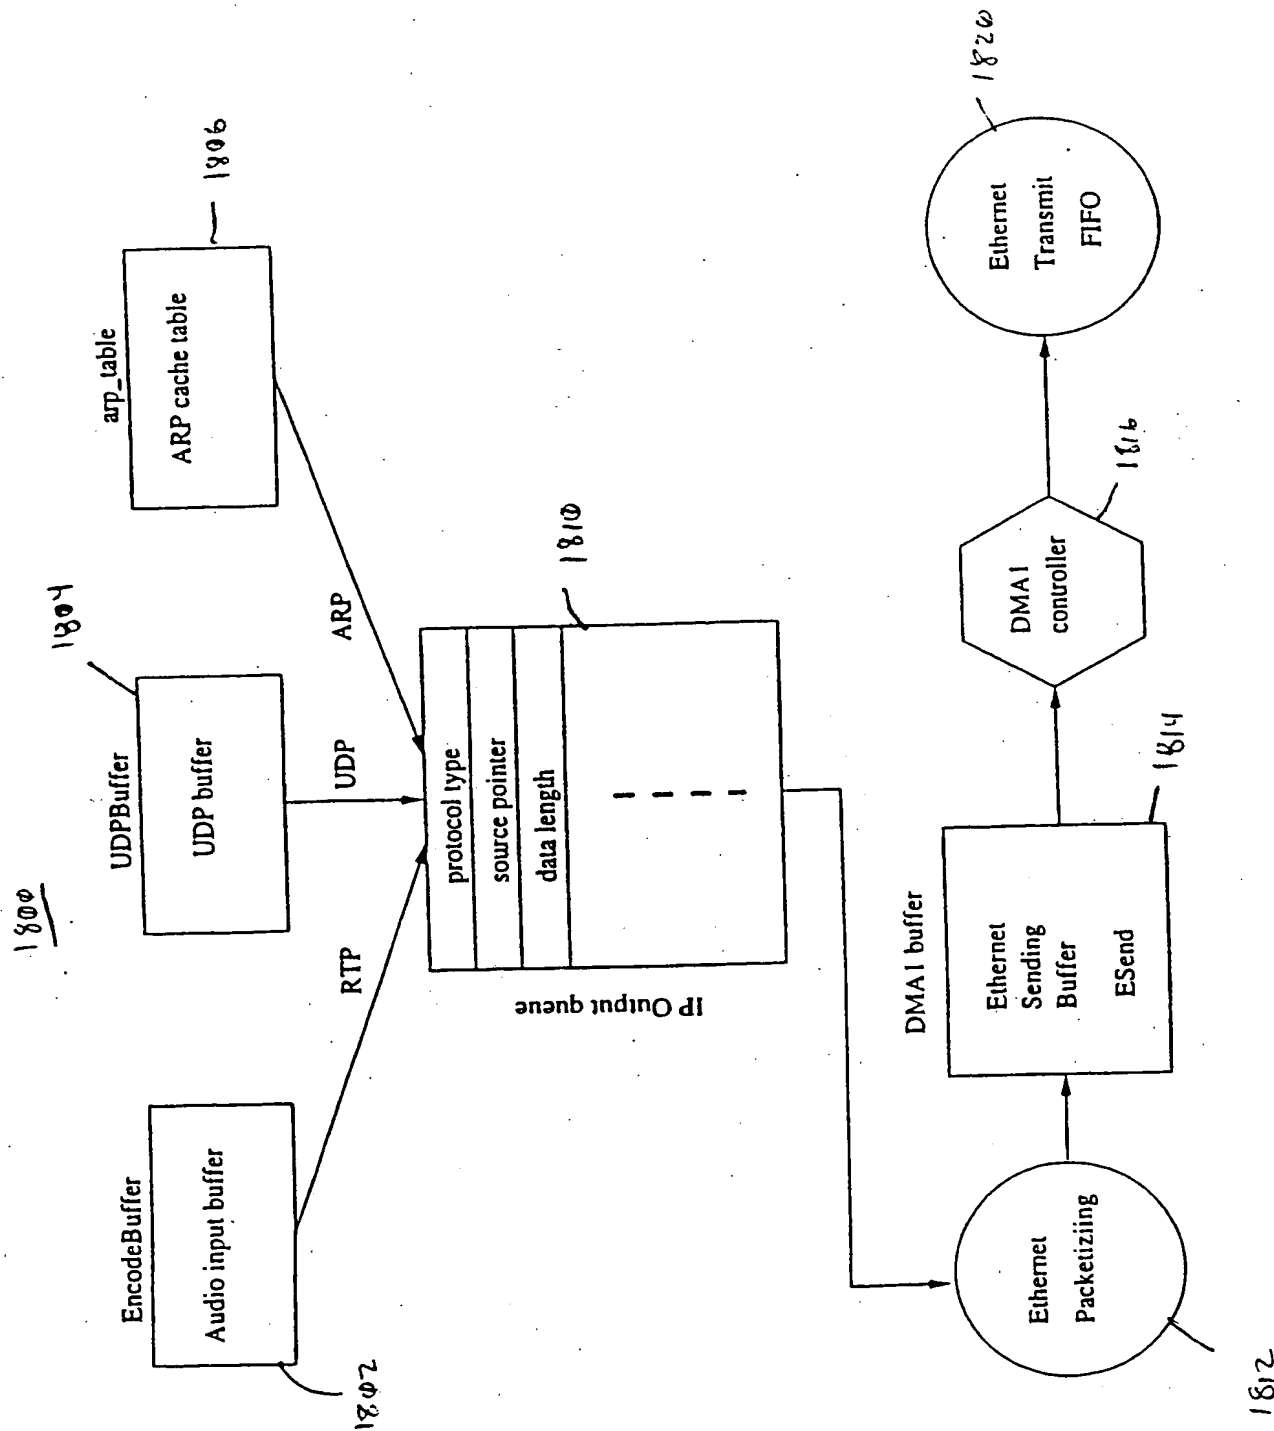 1800
EncodeBuffer
Audio input buffer
1802
UDPBuffer
UDP buffer
1804
arp_table
ARP cache table
1806
RTP
UDP
ARP
IP Output queue
protocol type
source pointer
data length
1810
Ethernet
Packetiziing
1812
DMA1 buffer
Ethernet
Sending
Buffer
ESend
1814
DMA1
controller
1816
Ethernet
Transmit
FIFO
1820